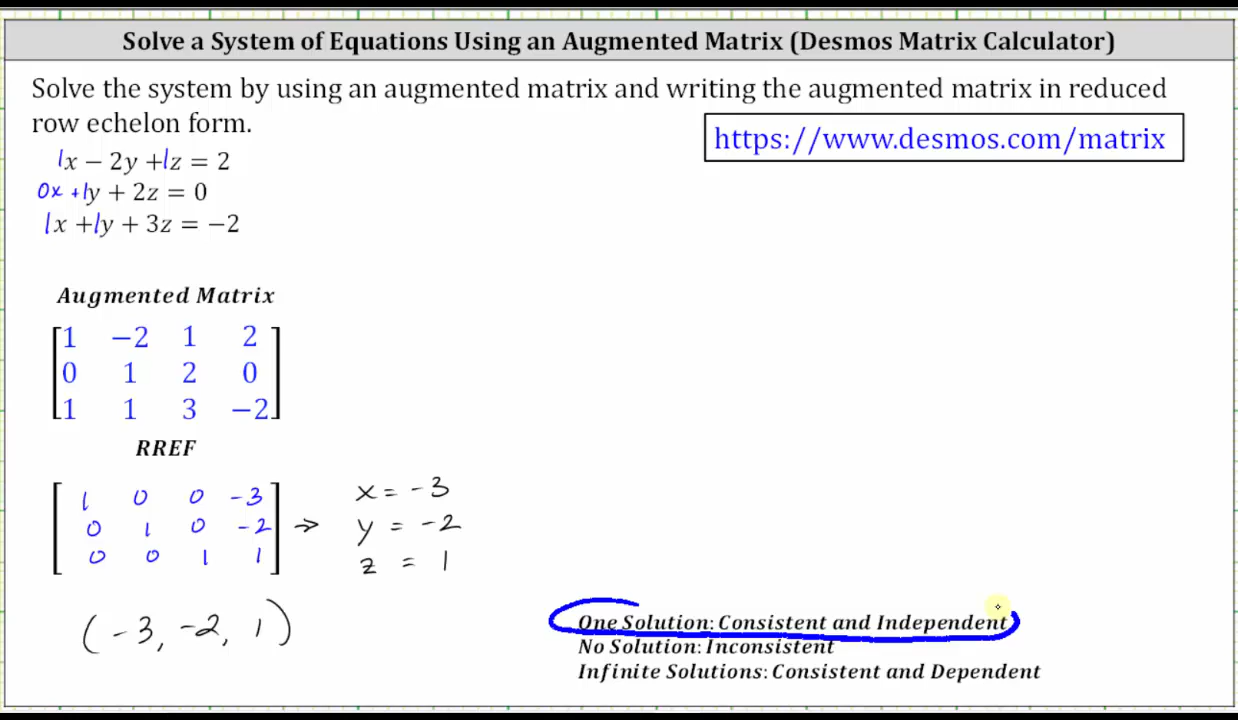 Solve a System of Equations Using an Augmented Matrix (Desmos Matrix Calculator)
Solve the system by using an augmented matrix and writing the augmented matrix in reduced
row echelon form.
https://www.desmos.com/matrix
1x − 2y +1z = 2
0x +1y + 2z = 0
1x +1y + 3z = −2
Augmented Matrix
1 −2 1 2
0 1 2 0
1 1 3 −2
RREF
1 0 0 -3
0 1 0 -2
0 0 1 1
⇒
x = -3
y = -2
z = 1
(-3, -2, 1)
One Solution: Consistent and Independent
No Solution: Inconsistent
Infinite Solutions: Consistent and Dependent